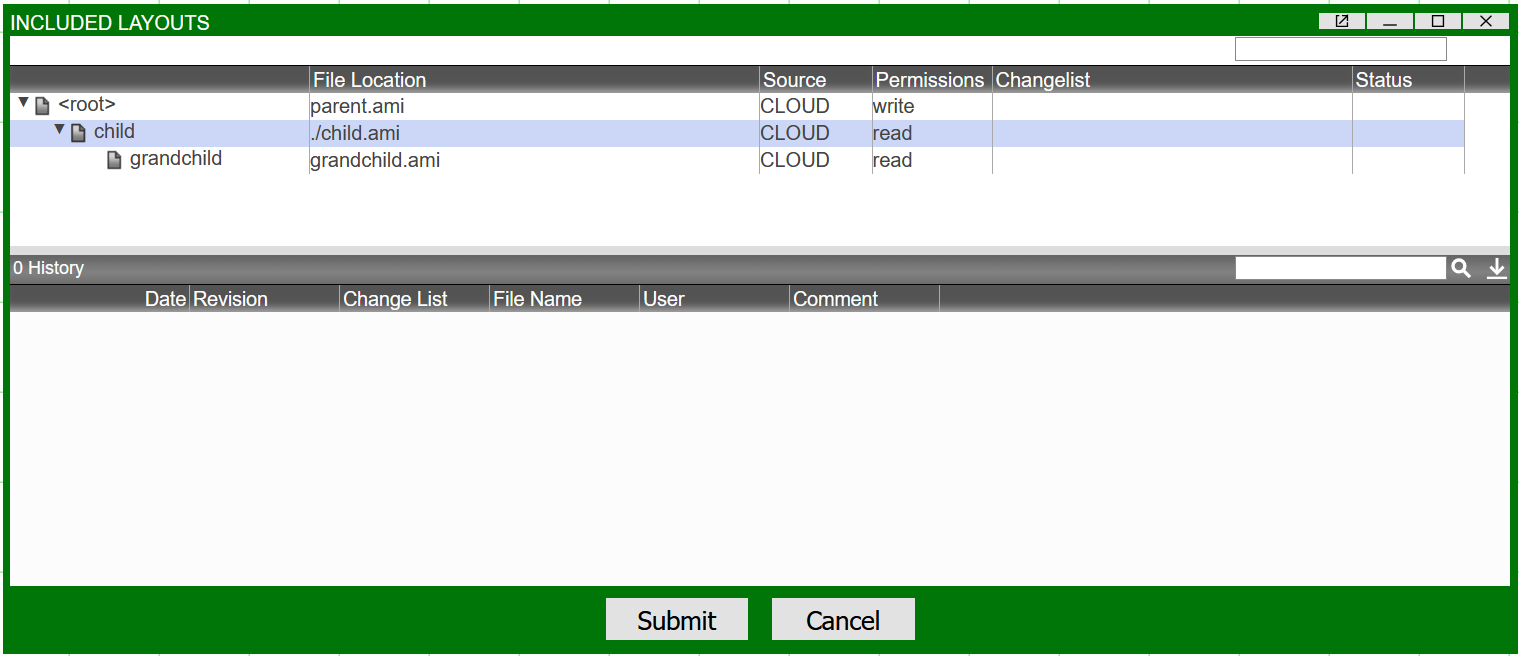 INCLUDED LAYOUTS
File Location Source Permissions Changelist Status
<root> parent.ami CLOUD write
child ./child.ami CLOUD read
grandchild grandchild.ami CLOUD read
0 History
Date Revision Change List File Name User Comment
Submit Cancel